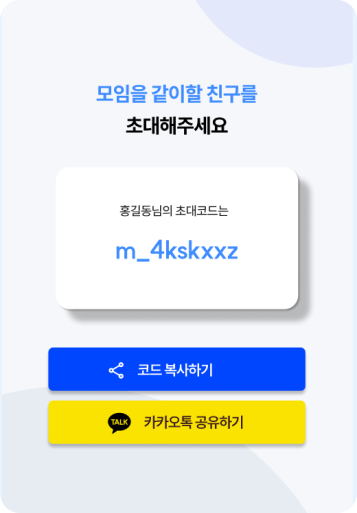 모임을 같이할 친구를
초대해주세요
홍길동님의 초대코드는
m_4kskxxz
코드 복사하기
TALK 카카오톡 공유하기